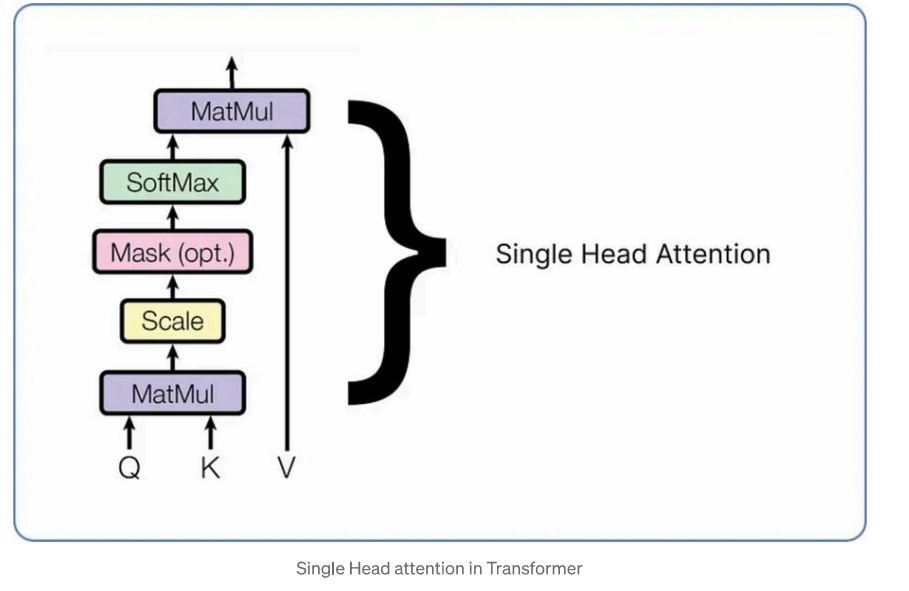 MatMul
SoftMax
Mask (opt.)
Single Head Attention
Scale
MatMul
Q K V
Single Head attention in Transformer